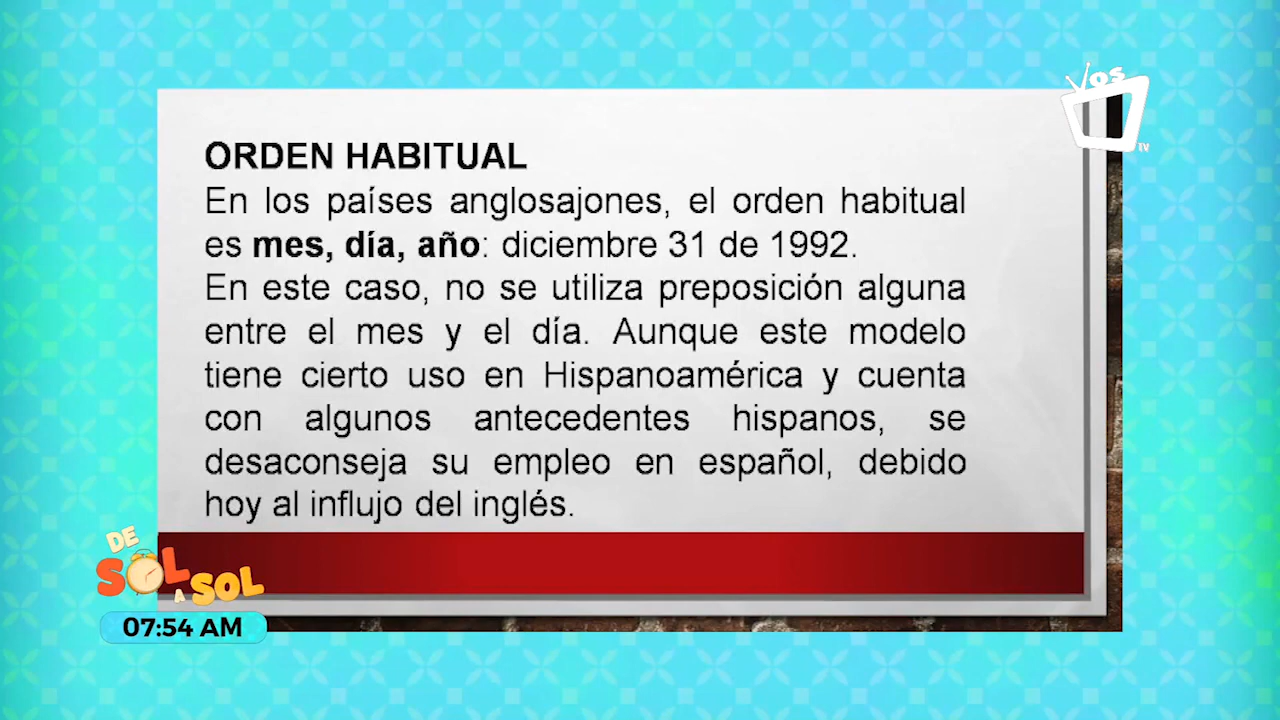 VOS
TV
ORDEN HABITUAL
En los países anglosajones, el orden habitual
es mes, día, año: diciembre 31 de 1992.
En este caso, no se utiliza preposición alguna
entre el mes y el día. Aunque este modelo
tiene cierto uso en Hispanoamérica y cuenta
con algunos antecedentes hispanos, se
desaconseja su empleo en español, debido
hoy al influjo del inglés.
DE
SOL
A SOL
07:54 AM